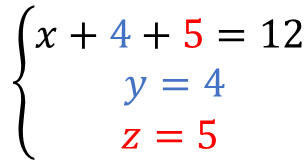 x + 4 + 5 = 12
y = 4
z = 5